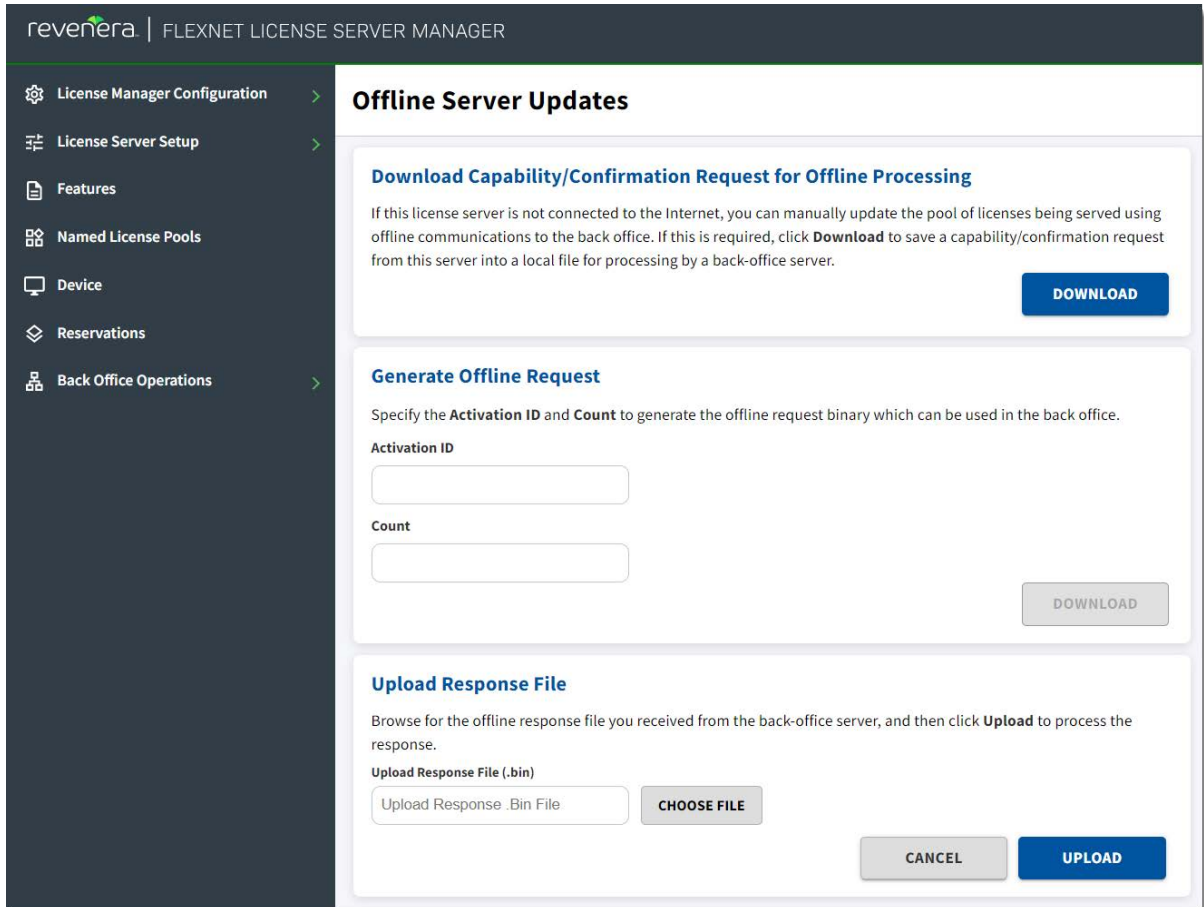 revenera. | FLEXNET LICENSE SERVER MANAGER
License Manager Configuration
License Server Setup
Features
Named License Pools
Device
Reservations
Back Office Operations
Offline Server Updates
Download Capability/Confirmation Request for Offline Processing
If this license server is not connected to the Internet, you can manually update the pool of licenses being served using
offline communications to the back office. If this is required, click Download to save a capability/confirmation request
from this server into a local file for processing by a back-office server.
DOWNLOAD
Generate Offline Request
Specify the Activation ID and Count to generate the offline request binary which can be used in the back office.
Activation ID
Count
DOWNLOAD
Upload Response File
Browse for the offline response file you received from the back-office server, and then click Upload to process the
response.
Upload Response File (.bin)
Upload Response .Bin File
CHOOSE FILE
CANCEL
UPLOAD